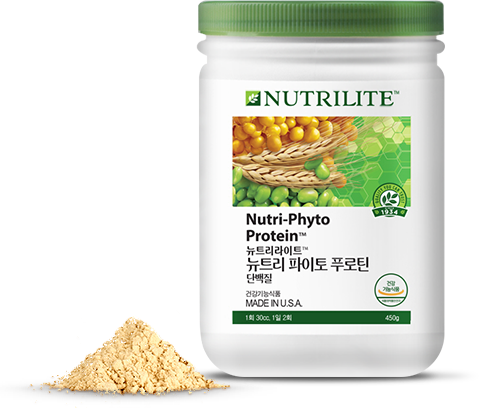 NUTRILITE™
Nutri-Phyto
Protein™
뉴트리라이트™
뉴트리 파이토 푸로틴
단백질
건강기능식품
MADE IN U.S.A.
1회 30cc, 1일 2회
450g
1934
건강
기능식품